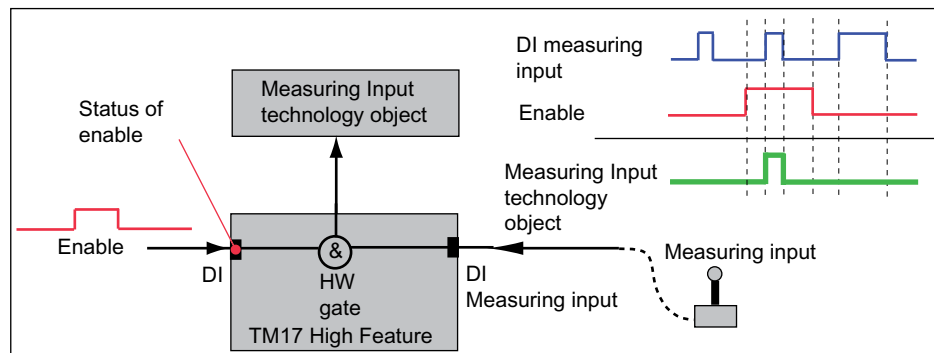 Status of
enable
Measuring Input
technology object
DI measuring
input
Enable
Measuring Input
technology
object
Enable
DI
&
HW
gate
TM17 High Feature
DI
Measuring input
Measuring input